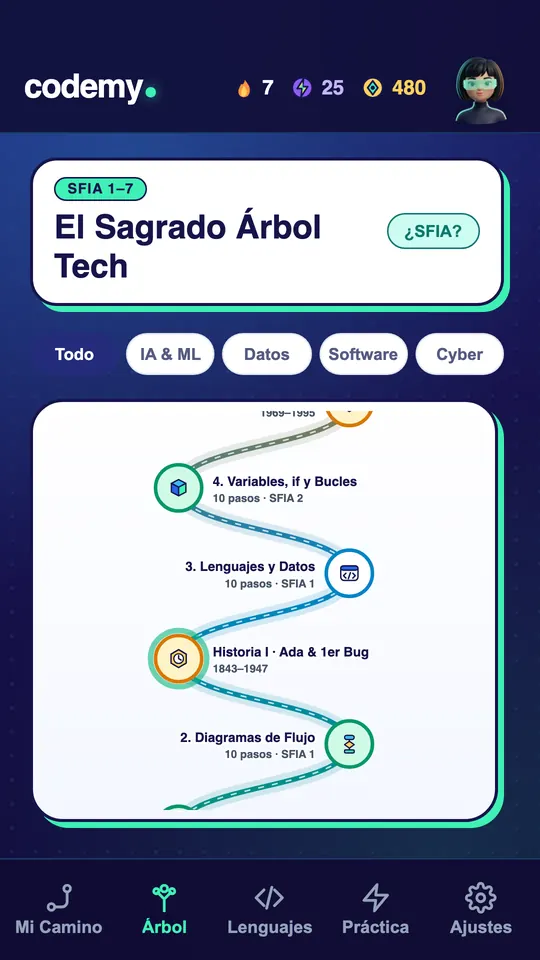 codemy.
7 25 480
SFIA 1–7
El Sagrado Árbol
Tech
¿SFIA?
Todo IA & ML Datos Software Cyber
1969–1995
4. Variables, if y Bucles
10 pasos · SFIA 2
3. Lenguajes y Datos
10 pasos · SFIA 1
Historia I · Ada & 1er Bug
1843–1947
2. Diagramas de Flujo
10 pasos · SFIA 1
Mi Camino Árbol Lenguajes Práctica Ajustes